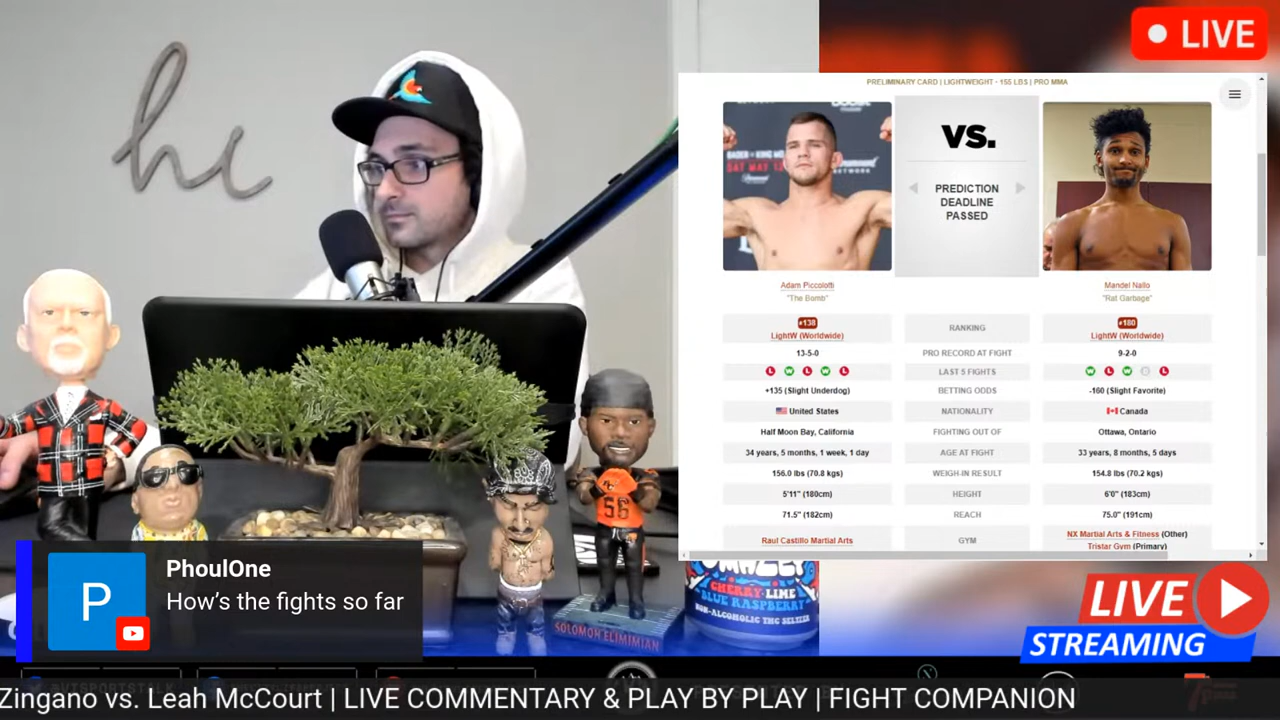 hi
LIVE
PRELIMINARY CARD | LIGHTWEIGHT - 155 LBS | PRO MMA
VS.
PREDICTION
DEADLINE
PASSED
Adam Piccolotti
"The Bomb"
Mandel Nallo
"Rat Garbage"
#138
LightW (Worldwide)
RANKING
#180
LightW (Worldwide)
13-5-0
PRO RECORD AT FIGHT
9-2-0
L W L W L
LAST 5 FIGHTS
W L W L
+135 (Slight Underdog)
BETTING ODDS
-160 (Slight Favorite)
United States
NATIONALITY
Canada
Half Moon Bay, California
FIGHTING OUT OF
Ottawa, Ontario
34 years, 5 months, 1 week, 1 day
AGE AT FIGHT
33 years, 8 months, 5 days
156.0 lbs (70.8 kgs)
WEIGH-IN RESULT
154.8 lbs (70.2 kgs)
5'11" (180cm)
HEIGHT
6'0" (183cm)
71.5" (182cm)
REACH
75.0" (191cm)
Raul Castillo Martial Arts
GYM
NX Martial Arts & Fitness (Other)
Tristar Gym (Primary)
56
SOLOMON ELIMIMIAN
CHERRY-LIME
BLUE RASPBERRY
NON-ALCOHOLIC THC SELTZER
P
PhoulOne
How's the fights so far
LIVE
STREAMING
Zingano vs. Leah McCourt | LIVE COMMENTARY & PLAY BY PLAY | FIGHT COMPANION